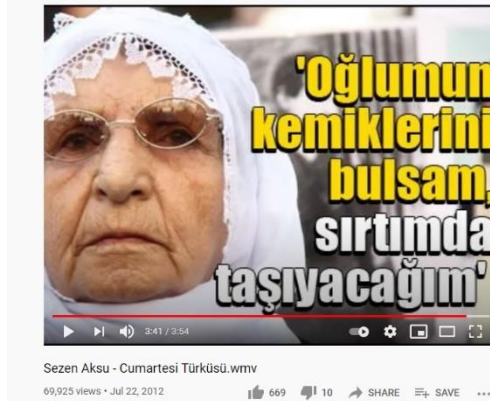 'Oğlumun
kemiklerini
bulsam,
sırtımda
taşıyacağım'
3:41 / 3:54
Sezen Aksu - Cumartesi Türküsü.wmv
69,925 views • Jul 22, 2012 669 10 SHARE SAVE